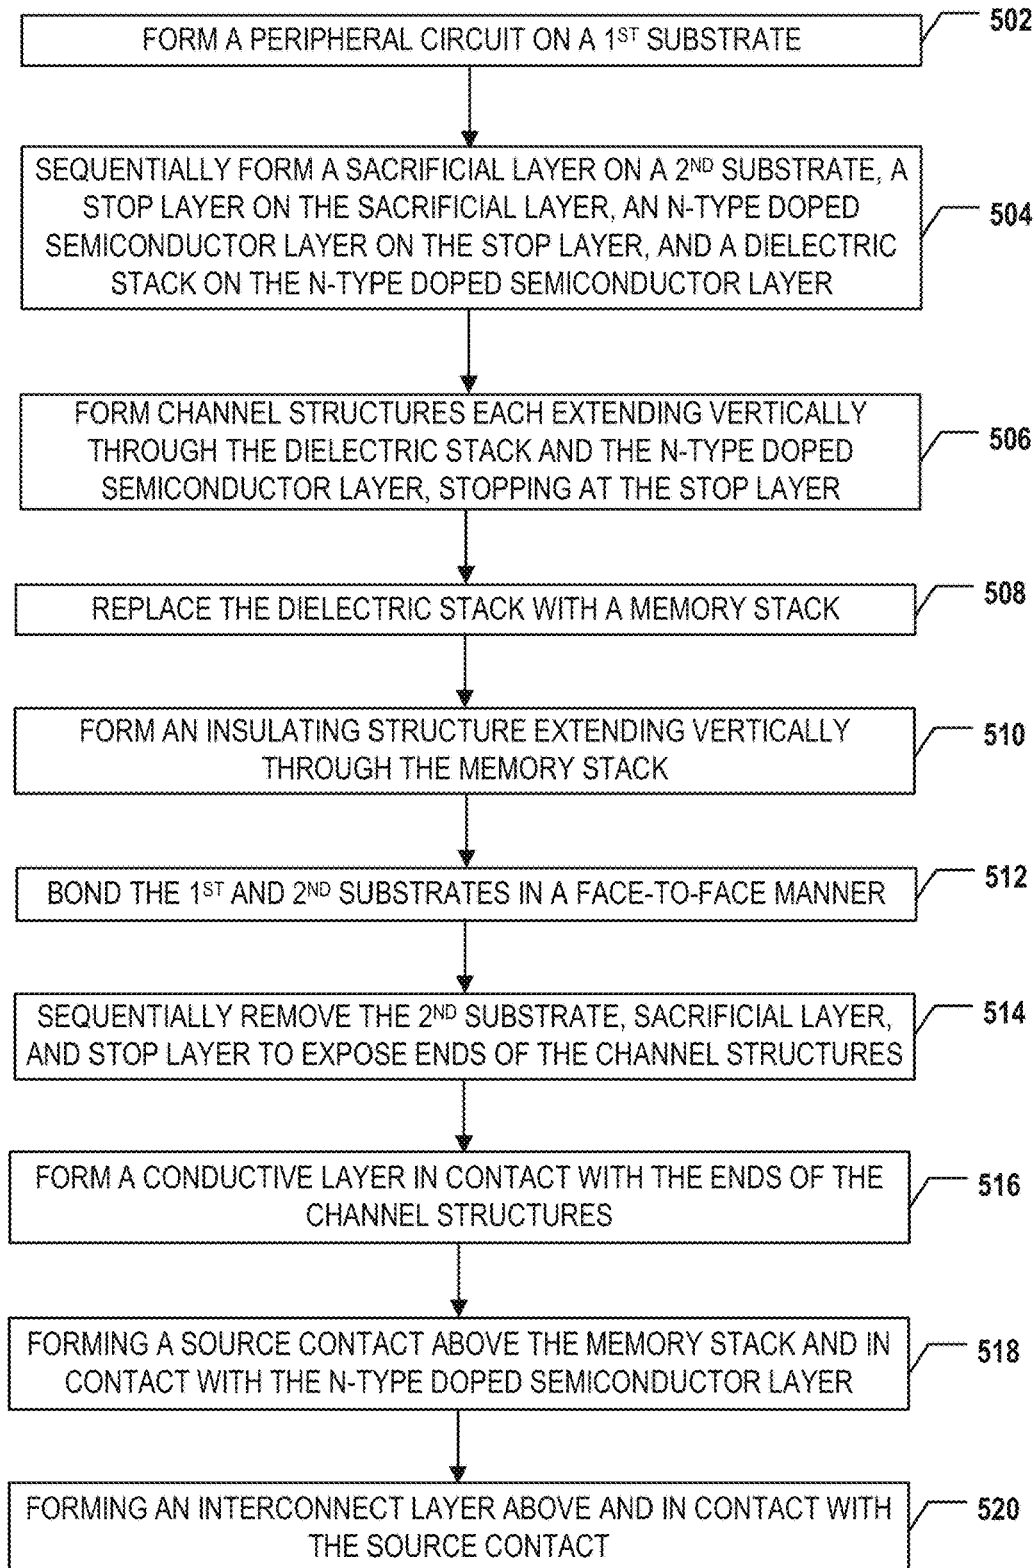 FORM A PERIPHERAL CIRCUIT ON A 1ST SUBSTRATE
502
SEQUENTIALLY FORM A SACRIFICIAL LAYER ON A 2ND SUBSTRATE, A
STOP LAYER ON THE SACRIFICIAL LAYER, AN N-TYPE DOPED
SEMICONDUCTOR LAYER ON THE STOP LAYER, AND A DIELECTRIC
STACK ON THE N-TYPE DOPED SEMICONDUCTOR LAYER
504
FORM CHANNEL STRUCTURES EACH EXTENDING VERTICALLY
THROUGH THE DIELECTRIC STACK AND THE N-TYPE DOPED
SEMICONDUCTOR LAYER, STOPPING AT THE STOP LAYER
506
REPLACE THE DIELECTRIC STACK WITH A MEMORY STACK
508
FORM AN INSULATING STRUCTURE EXTENDING VERTICALLY
THROUGH THE MEMORY STACK
510
BOND THE 1ST AND 2ND SUBSTRATES IN A FACE-TO-FACE MANNER
512
SEQUENTIALLY REMOVE THE 2ND SUBSTRATE, SACRIFICIAL LAYER,
AND STOP LAYER TO EXPOSE ENDS OF THE CHANNEL STRUCTURES
514
FORM A CONDUCTIVE LAYER IN CONTACT WITH THE ENDS OF THE
CHANNEL STRUCTURES
516
FORMING A SOURCE CONTACT ABOVE THE MEMORY STACK AND IN
CONTACT WITH THE N-TYPE DOPED SEMICONDUCTOR LAYER
518
FORMING AN INTERCONNECT LAYER ABOVE AND IN CONTACT WITH
THE SOURCE CONTACT
520